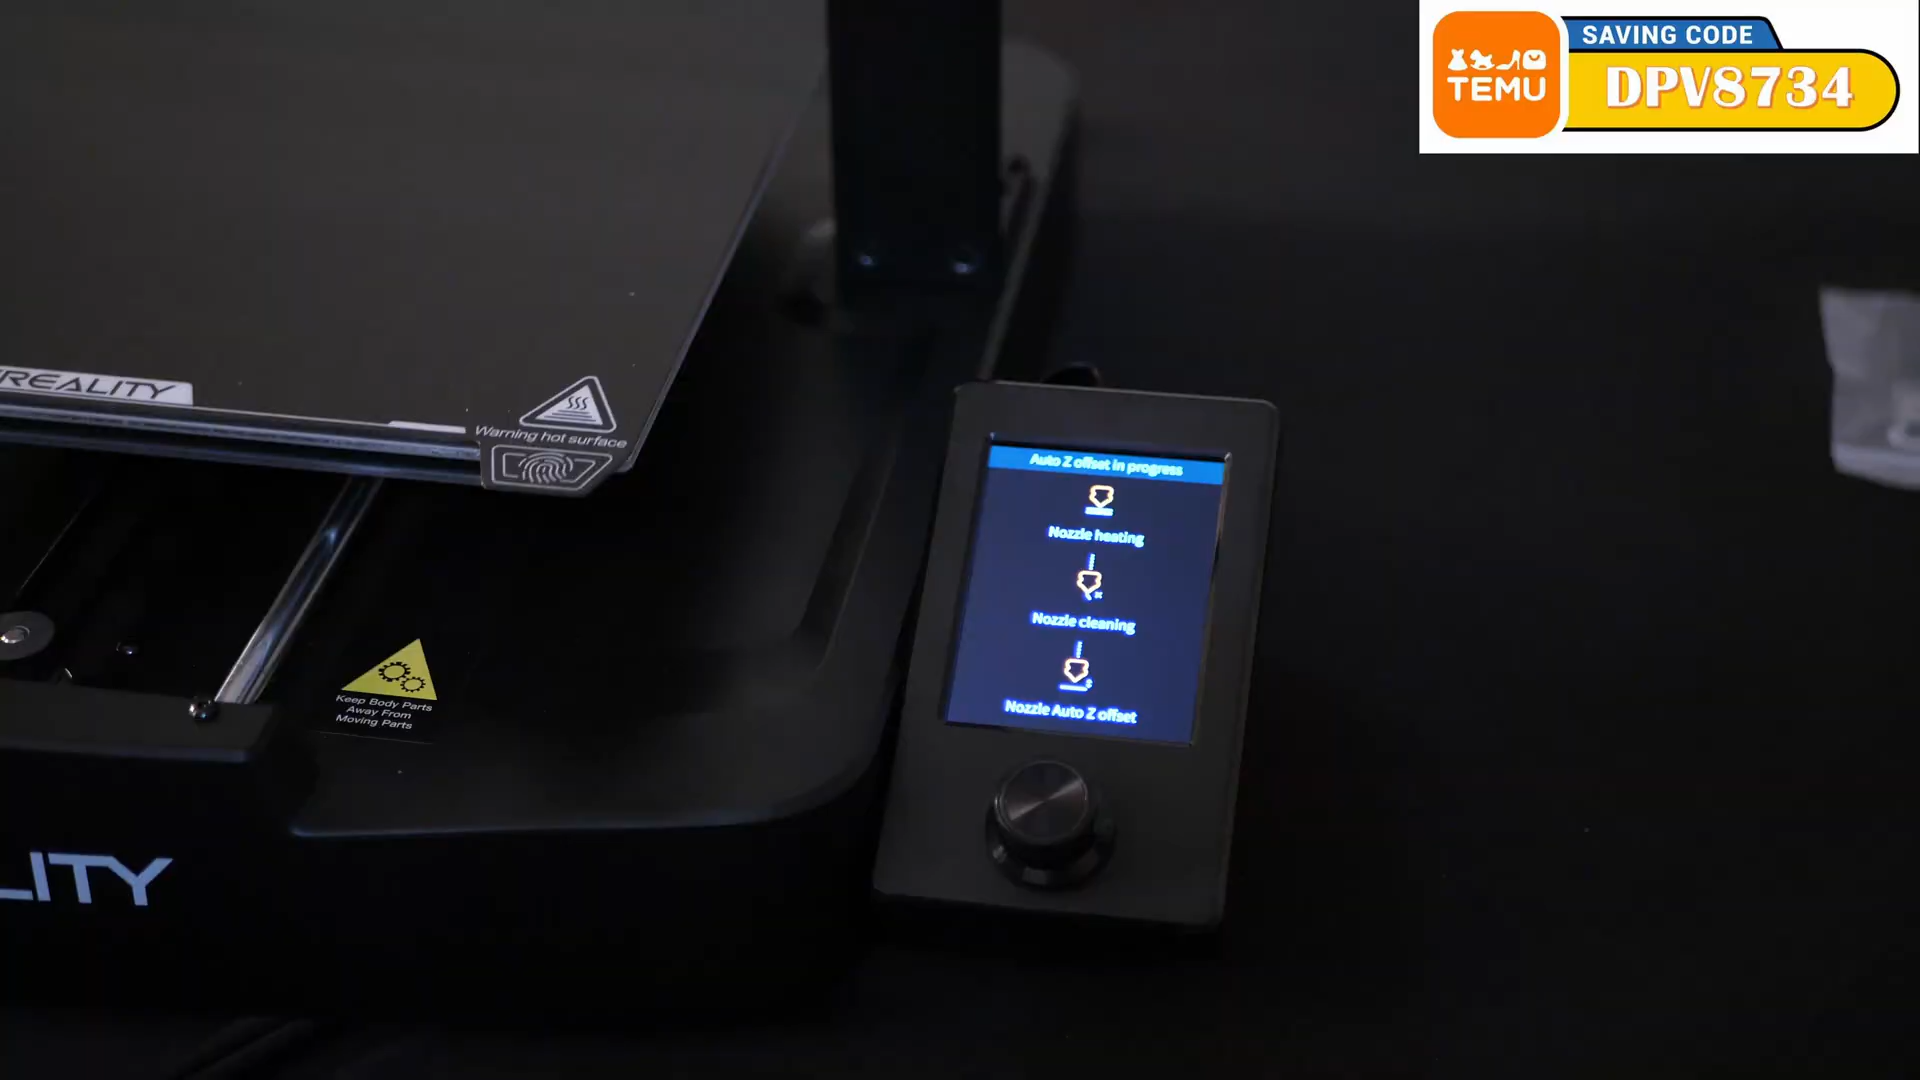 SAVING CODE
TEMU
DPV8734
REALITY
Warning hot surface
Auto Z offset in progress
Nozzle heating
Nozzle cleaning
Nozzle Auto Z offset
Keep Body Parts
Away From
Moving Parts
LITY